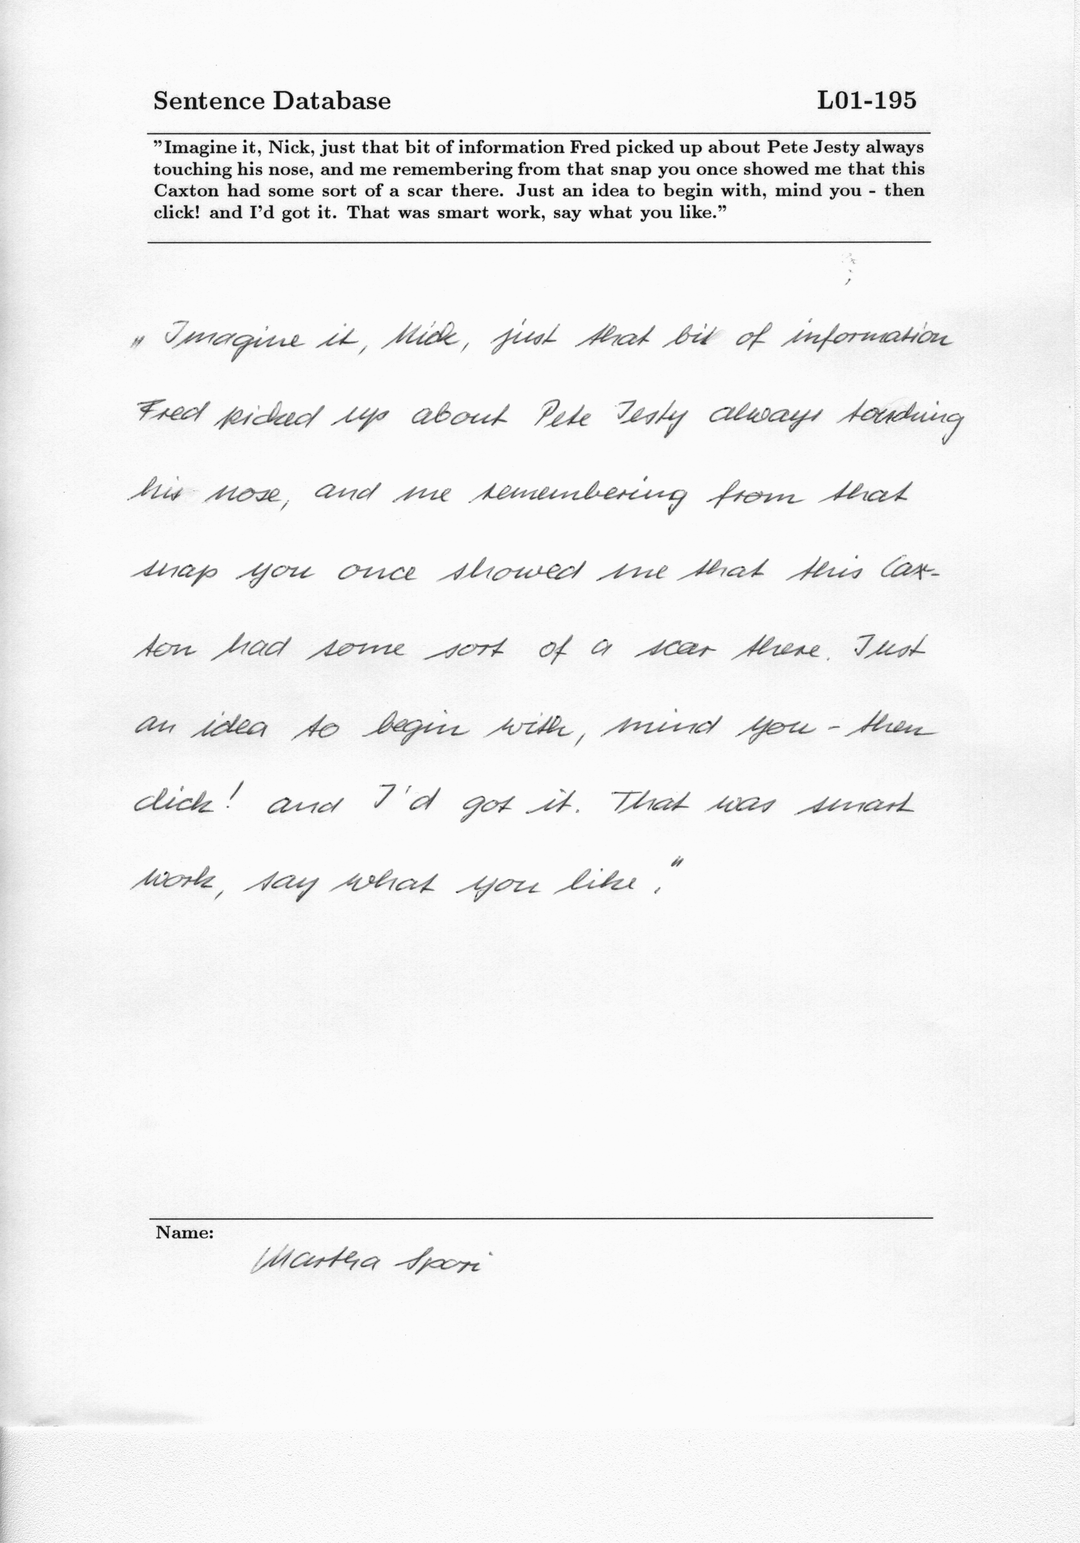 Sentence Database L01-195
"Imagine it, Nick, just that bit of information Fred picked up about Pete Jesty always
touching his nose, and me remembering from that snap you once showed me that this
Caxton had some sort of a scar there. Just an idea to begin with, mind you - then
click! and I'd got it. That was smart work, say what you like."
„Imagine it, Nick, just that bit of information
Fred picked up about Pete Jesty always touching
his nose, and me remembering from that
snap you once showed me that this Cax-
ton had some sort of a scar there. Just
an idea to begin with, mind you - then
click! and I'd got it. That was smart
work, say what you like."
Name:
Martha Spori